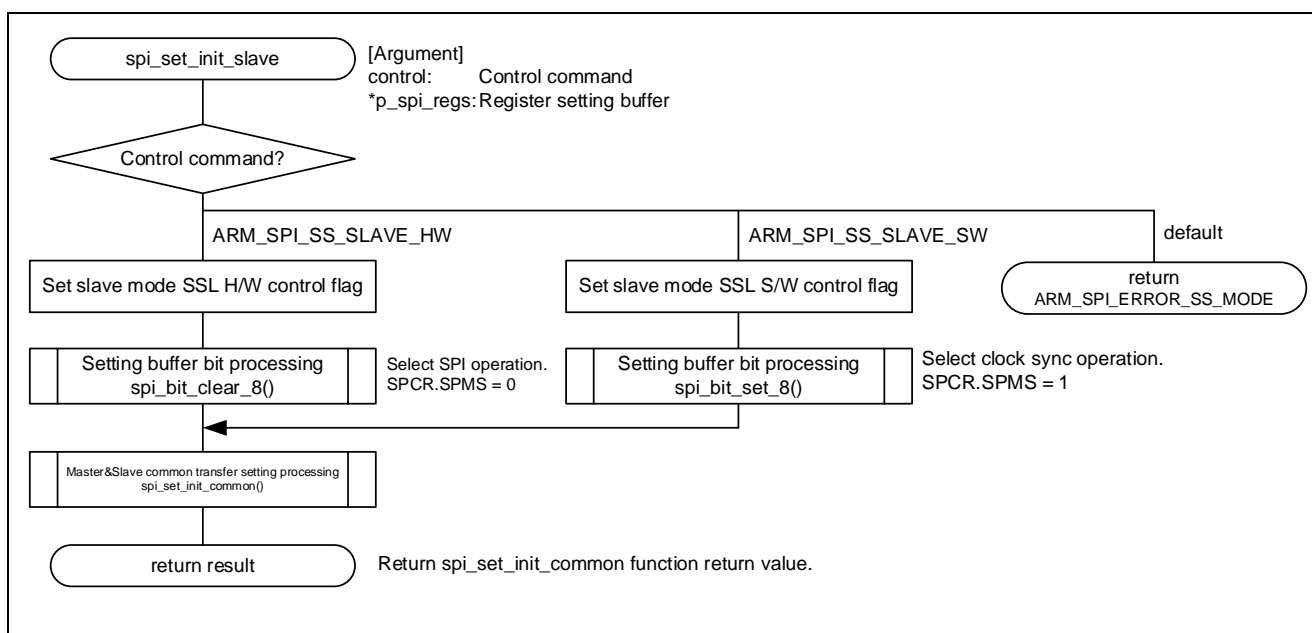 spi_set_init_slave
[Argument]
control: Control command
*p_spi_regs: Register setting buffer
Control command?
ARM_SPI_SS_SLAVE_HW
ARM_SPI_SS_SLAVE_SW
default
Set slave mode SSL H/W control flag
Set slave mode SSL S/W control flag
return
ARM_SPI_ERROR_SS_MODE
Setting buffer bit processing
spi_bit_clear_8()
Select SPI operation.
SPCR.SPMS = 0
Setting buffer bit processing
spi_bit_set_8()
Select clock sync operation.
SPCR.SPMS = 1
Master&Slave common transfer setting processing
spi_set_init_common()
return result
Return spi_set_init_common function return value.